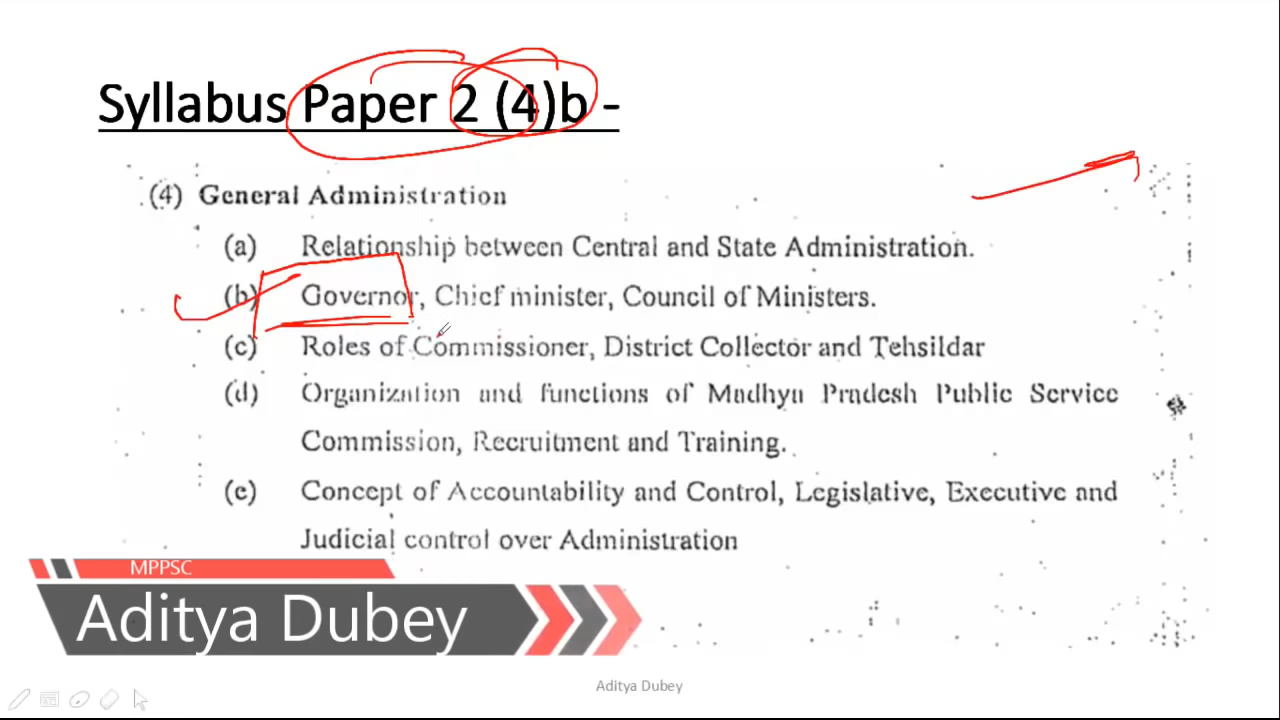 Syllabus Paper 2 (4)b -
(4) General Administration
(a) Relationship between Central and State Administration.
(b) Governor, Chief minister, Council of Ministers.
(c) Roles of Commissioner, District Collector and Tehsildar
(d) Organization and functions of Madhya Pradesh Public Service
Commission, Recruitment and Training.
(e) Concept of Accountability and Control, Legislative, Executive and
Judicial control over Administration
MPPSC
Aditya Dubey
Aditya Dubey